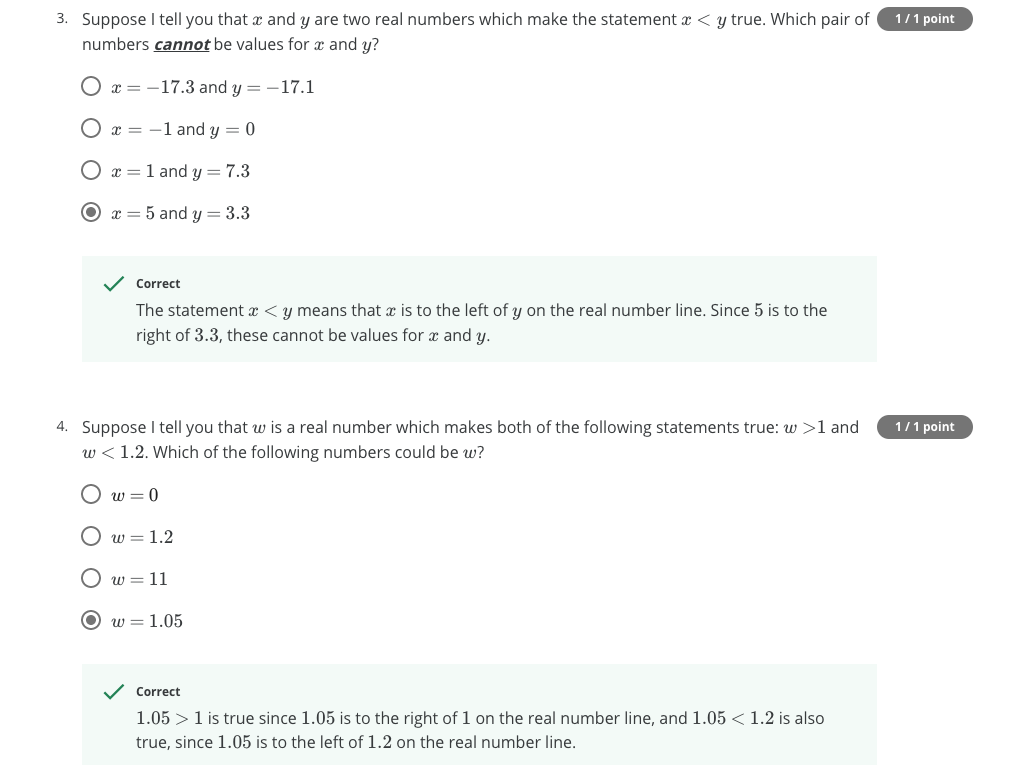 3. Suppose I tell you that x and y are two real numbers which make the statement x < y true. Which pair of
1 / 1 point
numbers cannot be values for x and y?
x = −17.3 and y = −17.1
x = −1 and y = 0
x = 1 and y = 7.3
x = 5 and y = 3.3
Correct
The statement x < y means that x is to the left of y on the real number line. Since 5 is to the
right of 3.3, these cannot be values for x and y.
4. Suppose I tell you that w is a real number which makes both of the following statements true: w >1 and
1 / 1 point
w < 1.2. Which of the following numbers could be w?
w = 0
w = 1.2
w = 11
w = 1.05
Correct
1.05 > 1 is true since 1.05 is to the right of 1 on the real number line, and 1.05 < 1.2 is also
true, since 1.05 is to the left of 1.2 on the real number line.